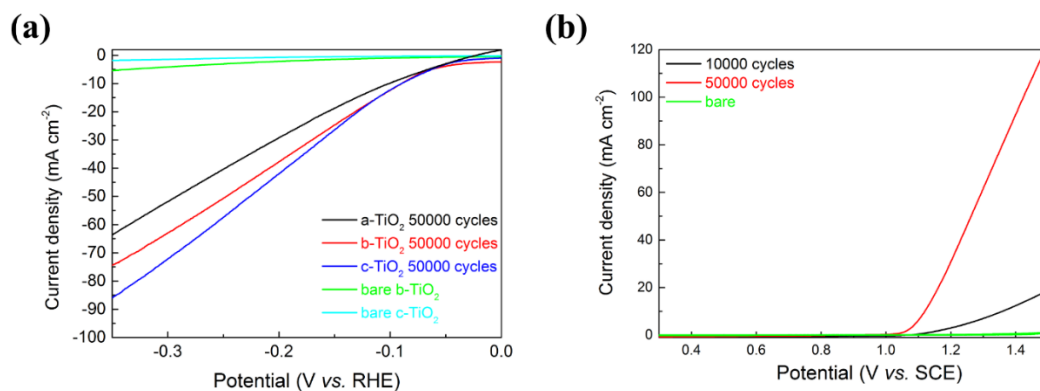 (a)
0
-10
-20
-30
-40
-50
-60
-70
-80
-90
-100
-0.3
-0.2
-0.1
0.0
Current density (mA cm⁻²)
Potential (V vs. RHE)
a-TiO₂ 50000 cycles
b-TiO₂ 50000 cycles
c-TiO₂ 50000 cycles
bare b-TiO₂
bare c-TiO₂
(b)
120
100
80
60
40
20
0
0.4
0.6
0.8
1.0
1.2
1.4
Current density (mA cm⁻²)
Potential (V vs. SCE)
10000 cycles
50000 cycles
bare